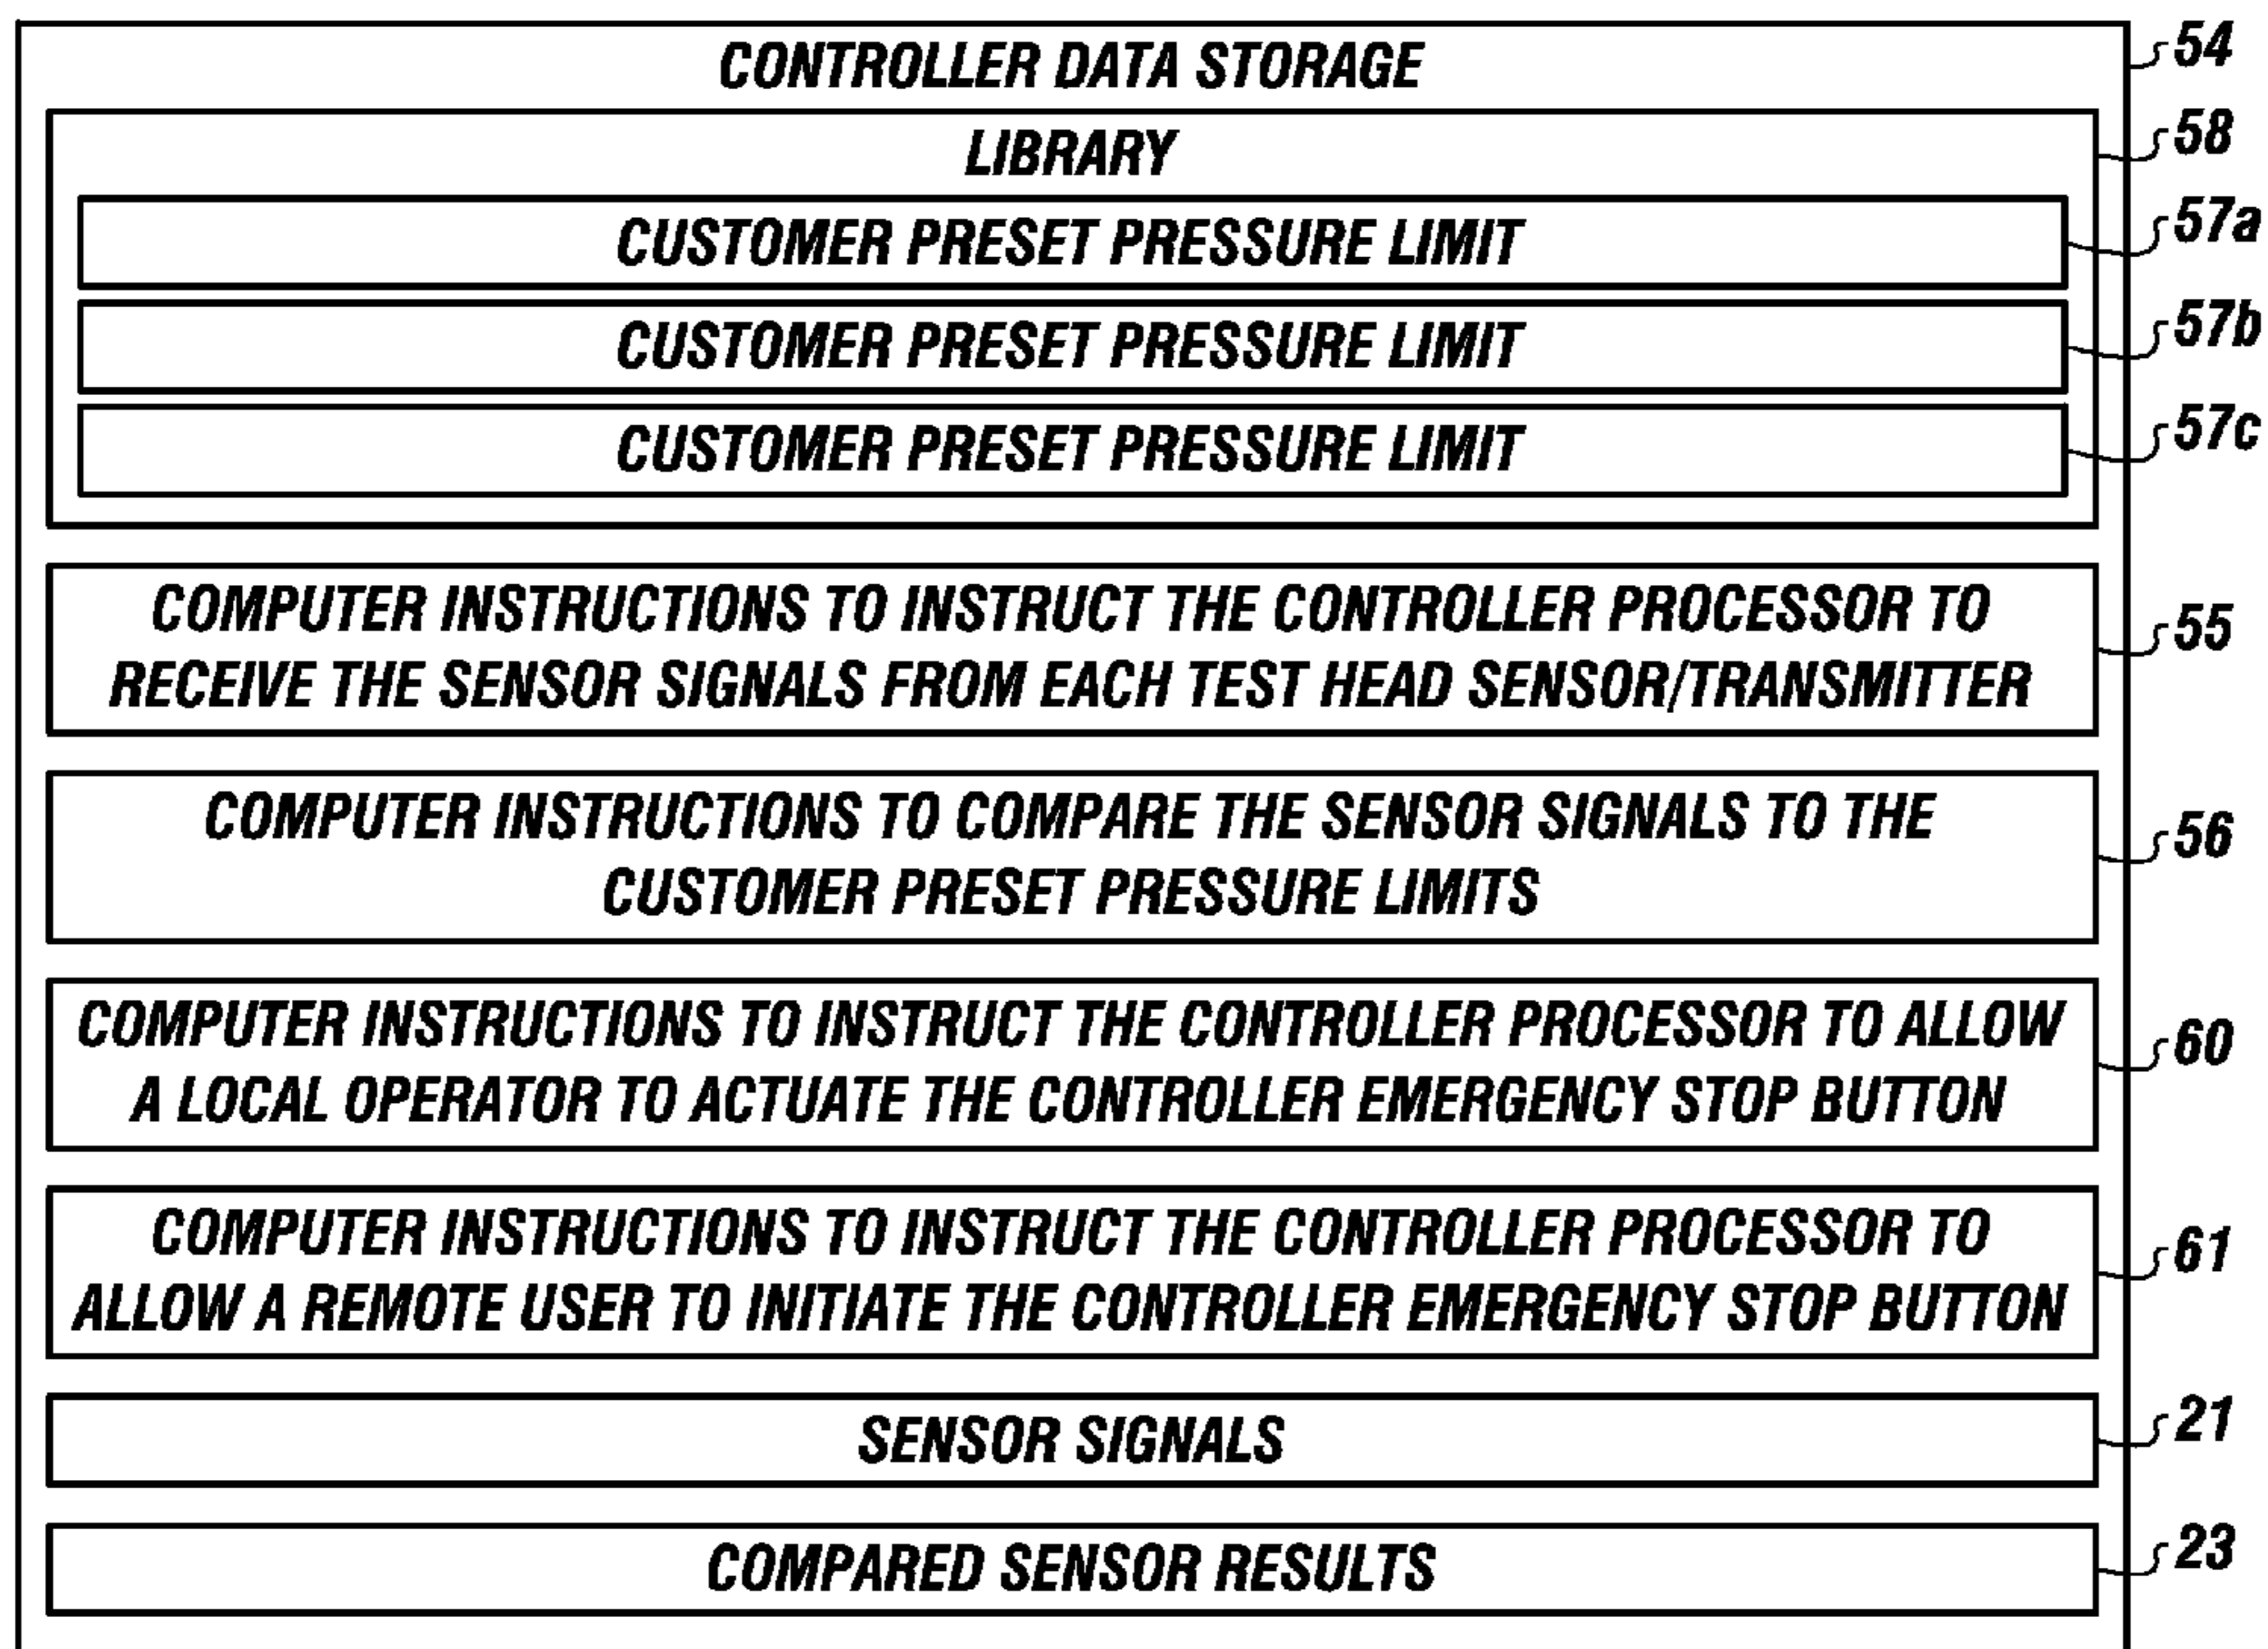 CONTROLLER DATA STORAGE 54
LIBRARY 58
CUSTOMER PRESET PRESSURE LIMIT 57a
CUSTOMER PRESET PRESSURE LIMIT 57b
CUSTOMER PRESET PRESSURE LIMIT 57c
COMPUTER INSTRUCTIONS TO INSTRUCT THE CONTROLLER PROCESSOR TO
RECEIVE THE SENSOR SIGNALS FROM EACH TEST HEAD SENSOR/TRANSMITTER
55
COMPUTER INSTRUCTIONS TO COMPARE THE SENSOR SIGNALS TO THE
CUSTOMER PRESET PRESSURE LIMITS
56
COMPUTER INSTRUCTIONS TO INSTRUCT THE CONTROLLER PROCESSOR TO ALLOW
A LOCAL OPERATOR TO ACTUATE THE CONTROLLER EMERGENCY STOP BUTTON
60
COMPUTER INSTRUCTIONS TO INSTRUCT THE CONTROLLER PROCESSOR TO
ALLOW A REMOTE USER TO INITIATE THE CONTROLLER EMERGENCY STOP BUTTON
61
SENSOR SIGNALS 21
COMPARED SENSOR RESULTS 23